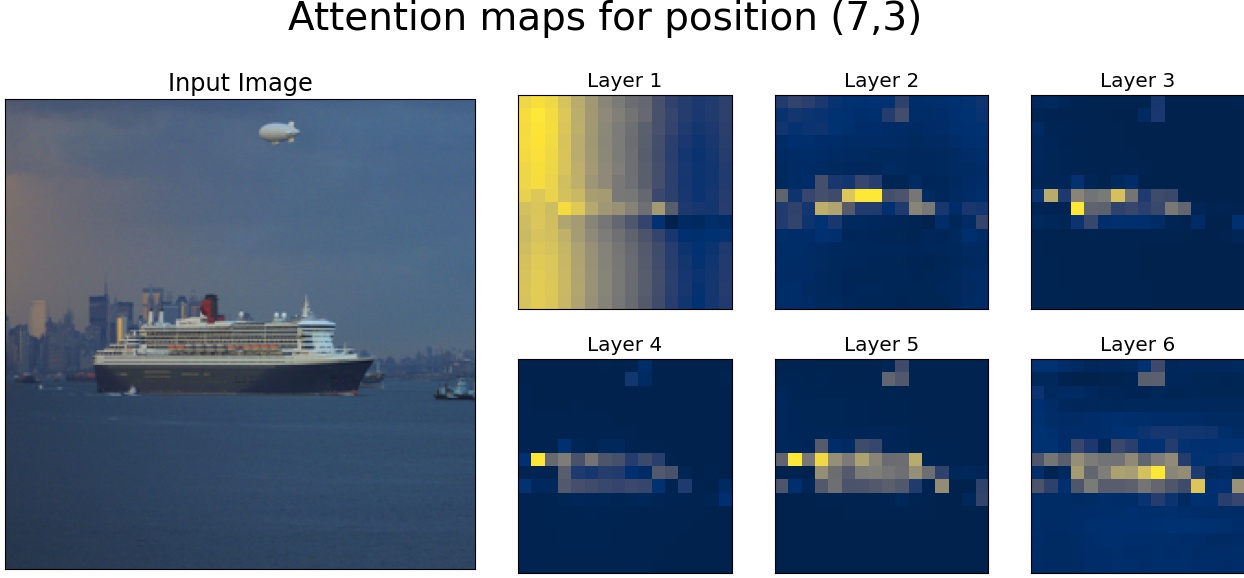 Attention maps for position (7,3)
Input Image
Layer 1
Layer 2
Layer 3
Layer 4
Layer 5
Layer 6